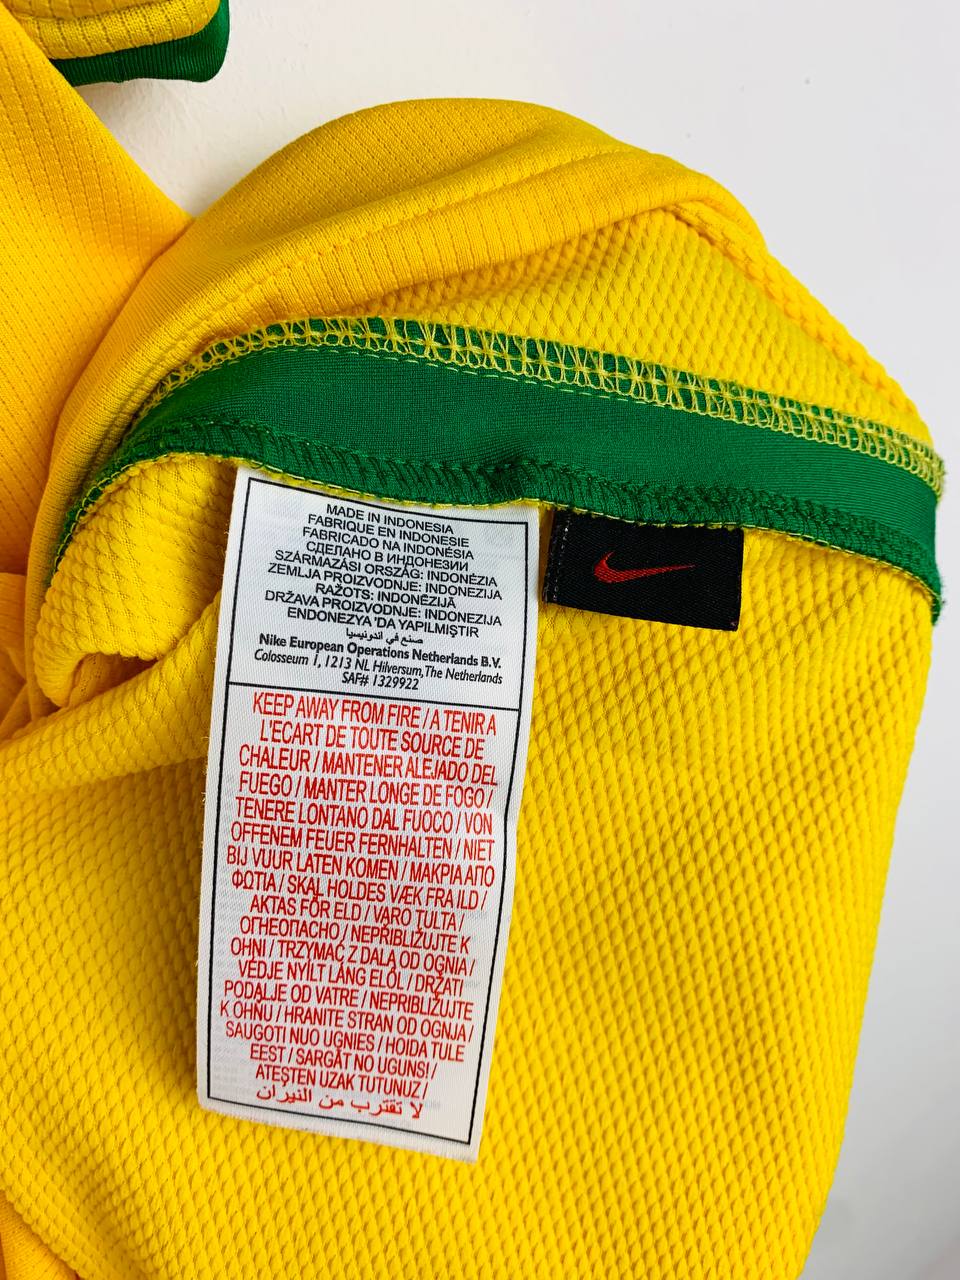 MADE IN INDONESIA
FABRIQUE EN INDONESIE
FABRICADO NA INDONÉSIA
СДЕЛАНО В ИНДОНЕЗИИ
SZÁRMAZÁSI ORSZÁG: INDONÉZIA
ZEMLJA PROIZVODNJE: INDONEZIJA
RAŽOTS: INDONĒZIJĀ
DRŽAVA PROIZVODNJE: INDONEZIJA
ENDONEZYA 'DA YAPILMIŞTIR
صنع في اندونيسيا
Nike European Operations Netherlands B.V.
Colosseum 1, 1213 NL Hilversum, The Netherlands
SAF# 1329922
KEEP AWAY FROM FIRE / A TENIR A
L'ECART DE TOUTE SOURCE DE
CHALEUR / MANTENER ALEJADO DEL
FUEGO / MANTER LONGE DE FOGO /
TENERE LONTANO DAL FUOCO / VON
OFFENEM FEUER FERNHALTEN / NIET
BIJ VUUR LATEN KOMEN / ΜΑΚΡΙΑ ΑΠΟ
ΦΩΤΙΑ / SKAL HOLDES VÆK FRA ILD /
AKTAS FÖR ELD / VARO TULTA /
ОГНЕОПАСНО / NEPŘIBLIŽUJTE K
OHNI / TRZYMAĆ Z DALA OD OGNIA /
VÉDJE NYÍLT LÁNG ELŐL / DRŽATI
PODALJE OD VATRE / NEPRIBLIŽUJTE
K OHŇU / HRANITE STRAN OD OGNJA /
SAUGOTI NUO UGNIES / HOIDA TULE
EEST / SARGĀT NO UGUNS! /
ATEŞTEN UZAK TUTUNUZ /
لا تقترب من النيران